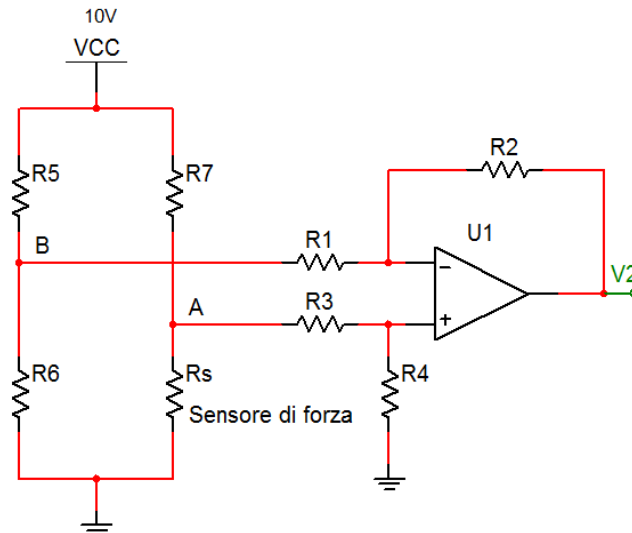 10V
VCC
R5
R7
R2
U1
B
R1
V2
A
R3
R6
Rs
R4
Sensore di forza